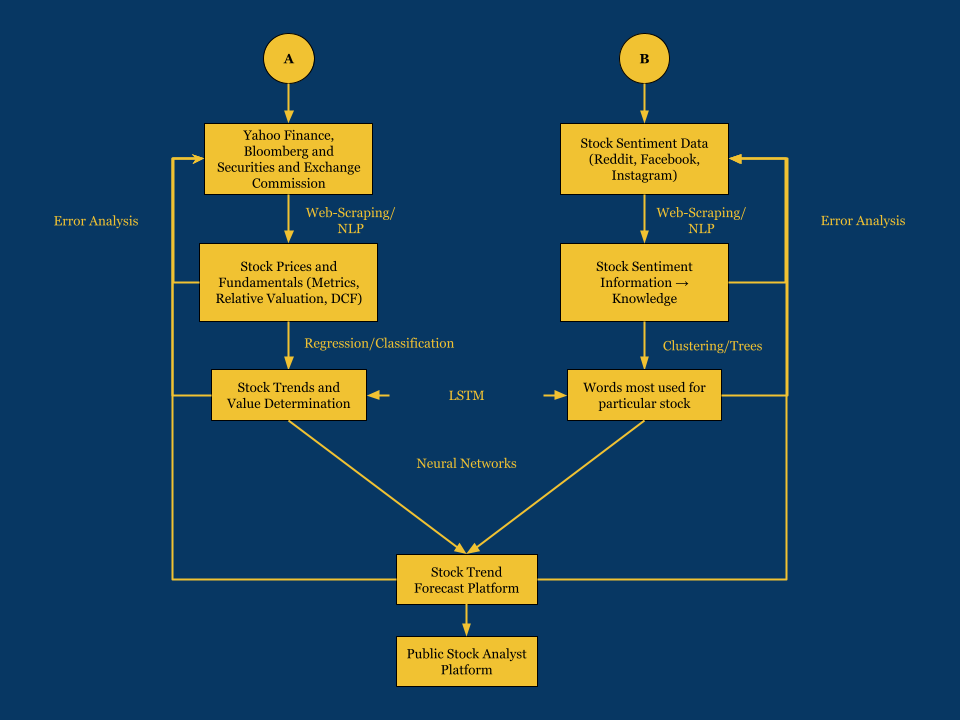 A
B
Yahoo Finance,
Bloomberg and
Securities and Exchange
Commission
Stock Sentiment Data
(Reddit, Facebook,
Instagram)
Error Analysis
Web-Scraping/
NLP
Web-Scraping/
NLP
Error Analysis
Stock Prices and
Fundamentals (Metrics,
Relative Valuation, DCF)
Stock Sentiment
Information →
Knowledge
Regression/Classification
Clustering/Trees
Stock Trends and
Value Determination
LSTM
Words most used for
particular stock
Neural Networks
Stock Trend
Forecast Platform
Public Stock Analyst
Platform